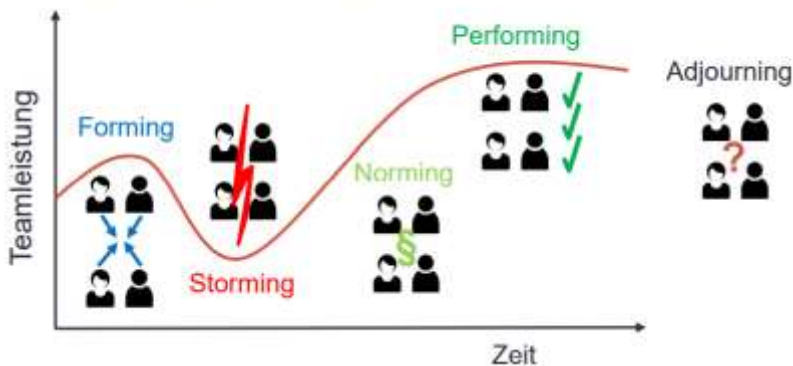 Performing
Adjourning
Forming
Norming
§
?
Storming
Teamleistung
Zeit